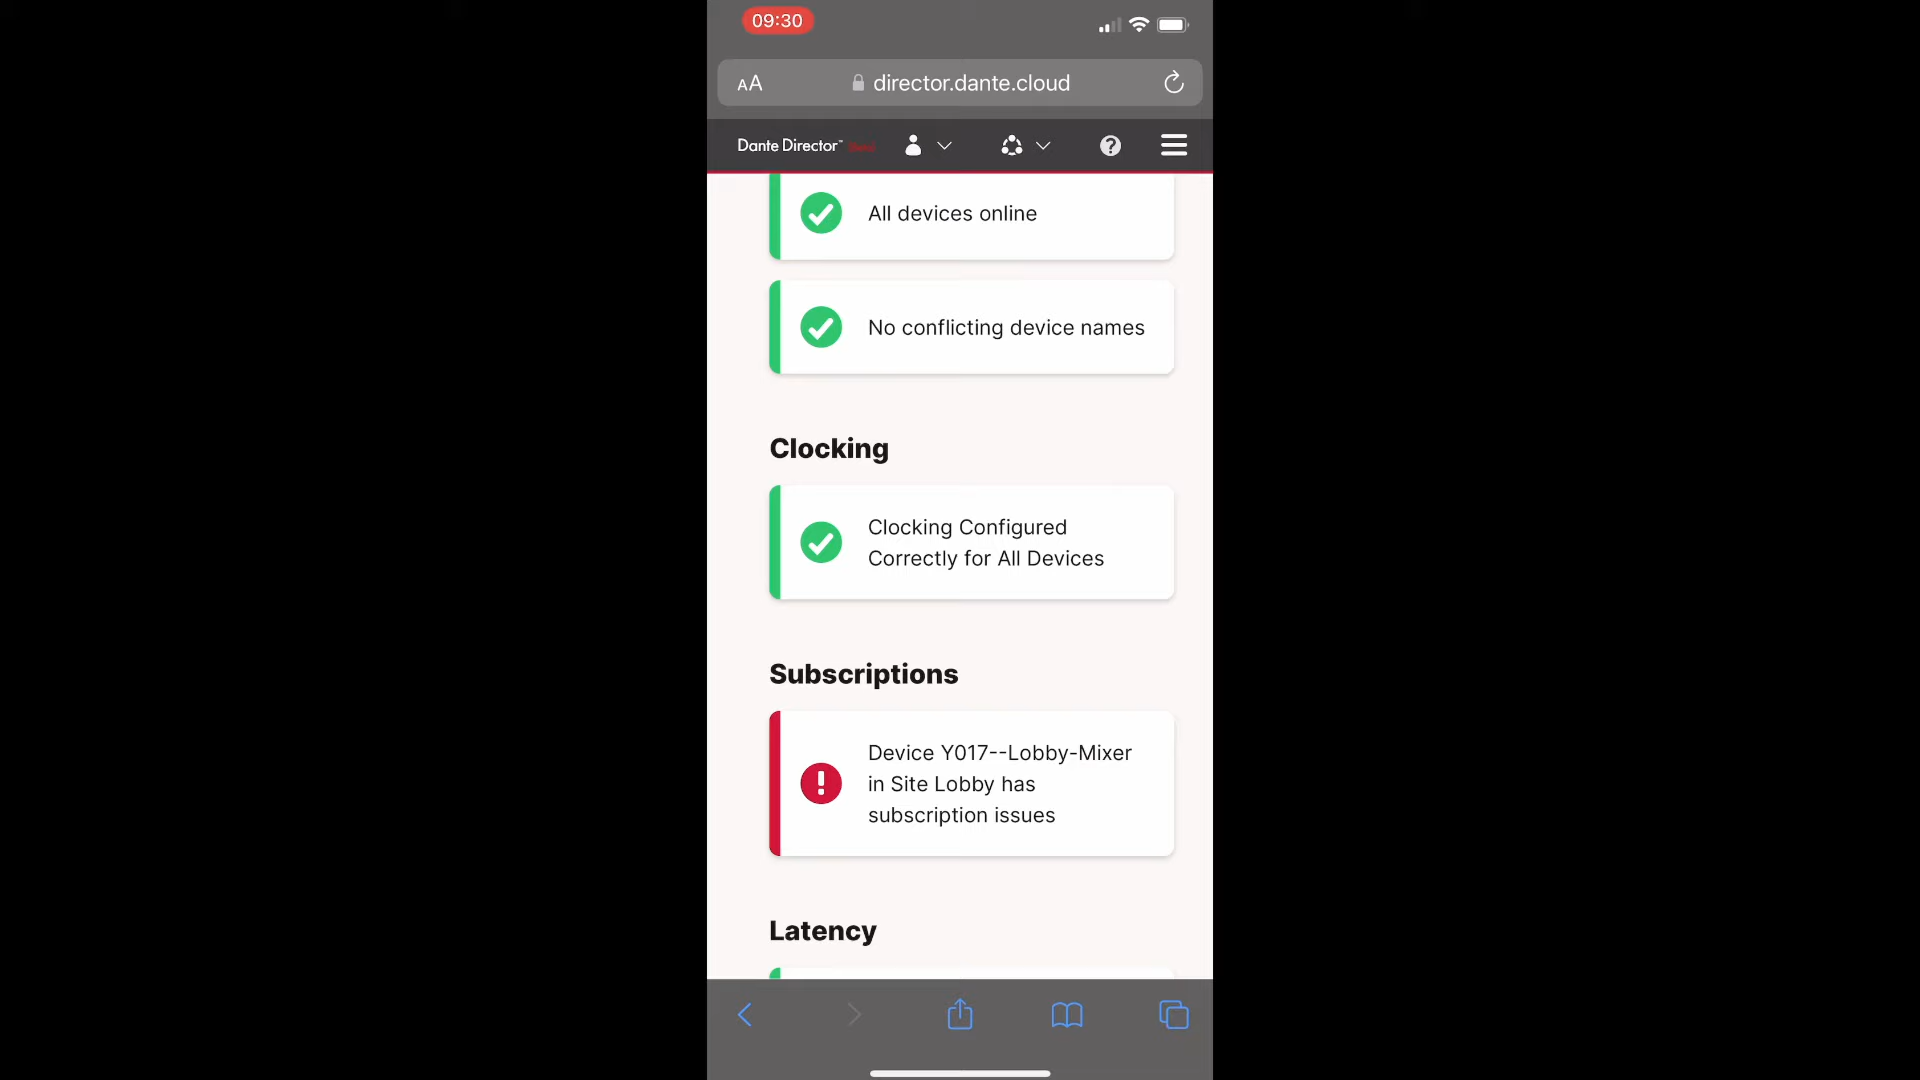 09:30
AA
director.dante.cloud
Dante Director™
All devices online
No conflicting device names
Clocking
Clocking Configured
Correctly for All Devices
Subscriptions
Device Y017--Lobby-Mixer
in Site Lobby has
subscription issues
Latency